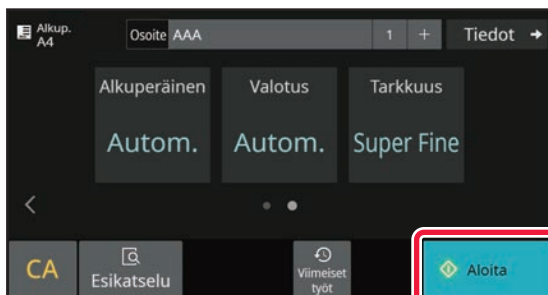 Alkup.
A4
Osoite AAA 1 + Tiedot →
Alkuperäinen Valotus Tarkkuus
Autom. Autom. Super Fine
CA Esikatselu Viimeiset
työt Aloita